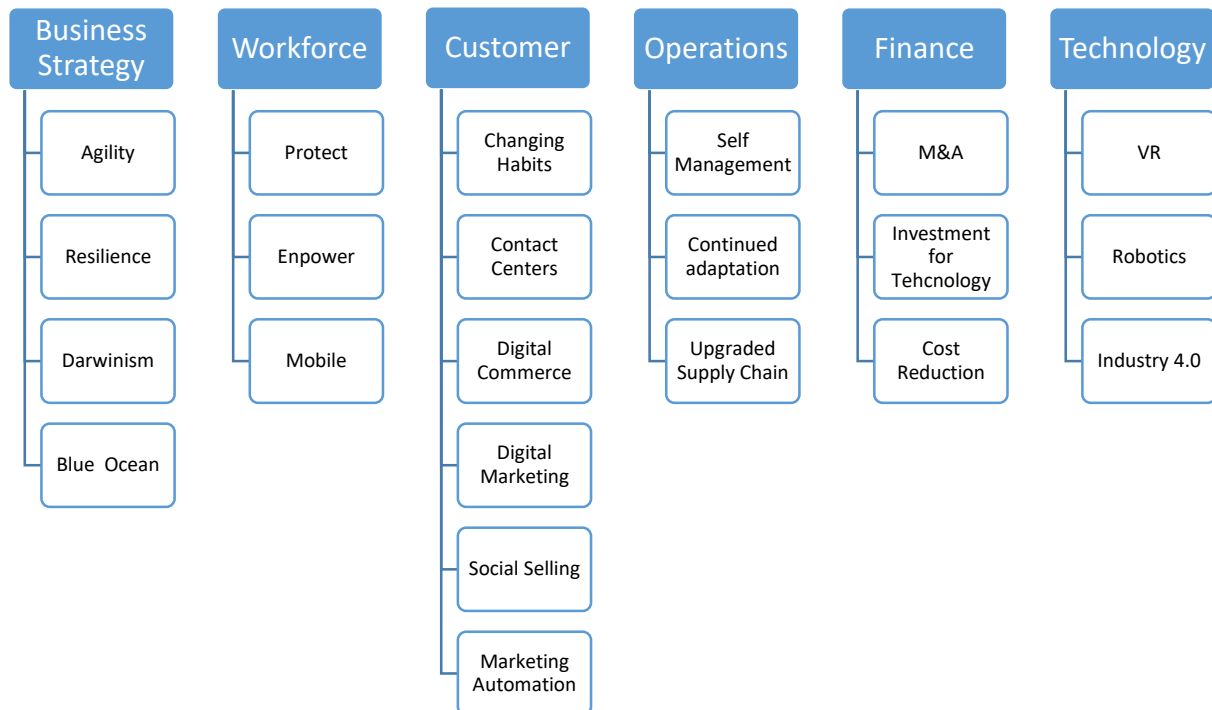 Business
Strategy
Agility
Resilience
Darwinism
Blue Ocean
Workforce
Protect
Enpower
Mobile
Customer
Changing
Habits
Contact
Centers
Digital
Commerce
Digital
Marketing
Social Selling
Marketing
Automation
Operations
Self
Management
Continued
adaptation
Upgraded
Supply Chain
Finance
M&A
Investment
for
Tehcnology
Cost
Reduction
Technology
VR
Robotics
Industry 4.0